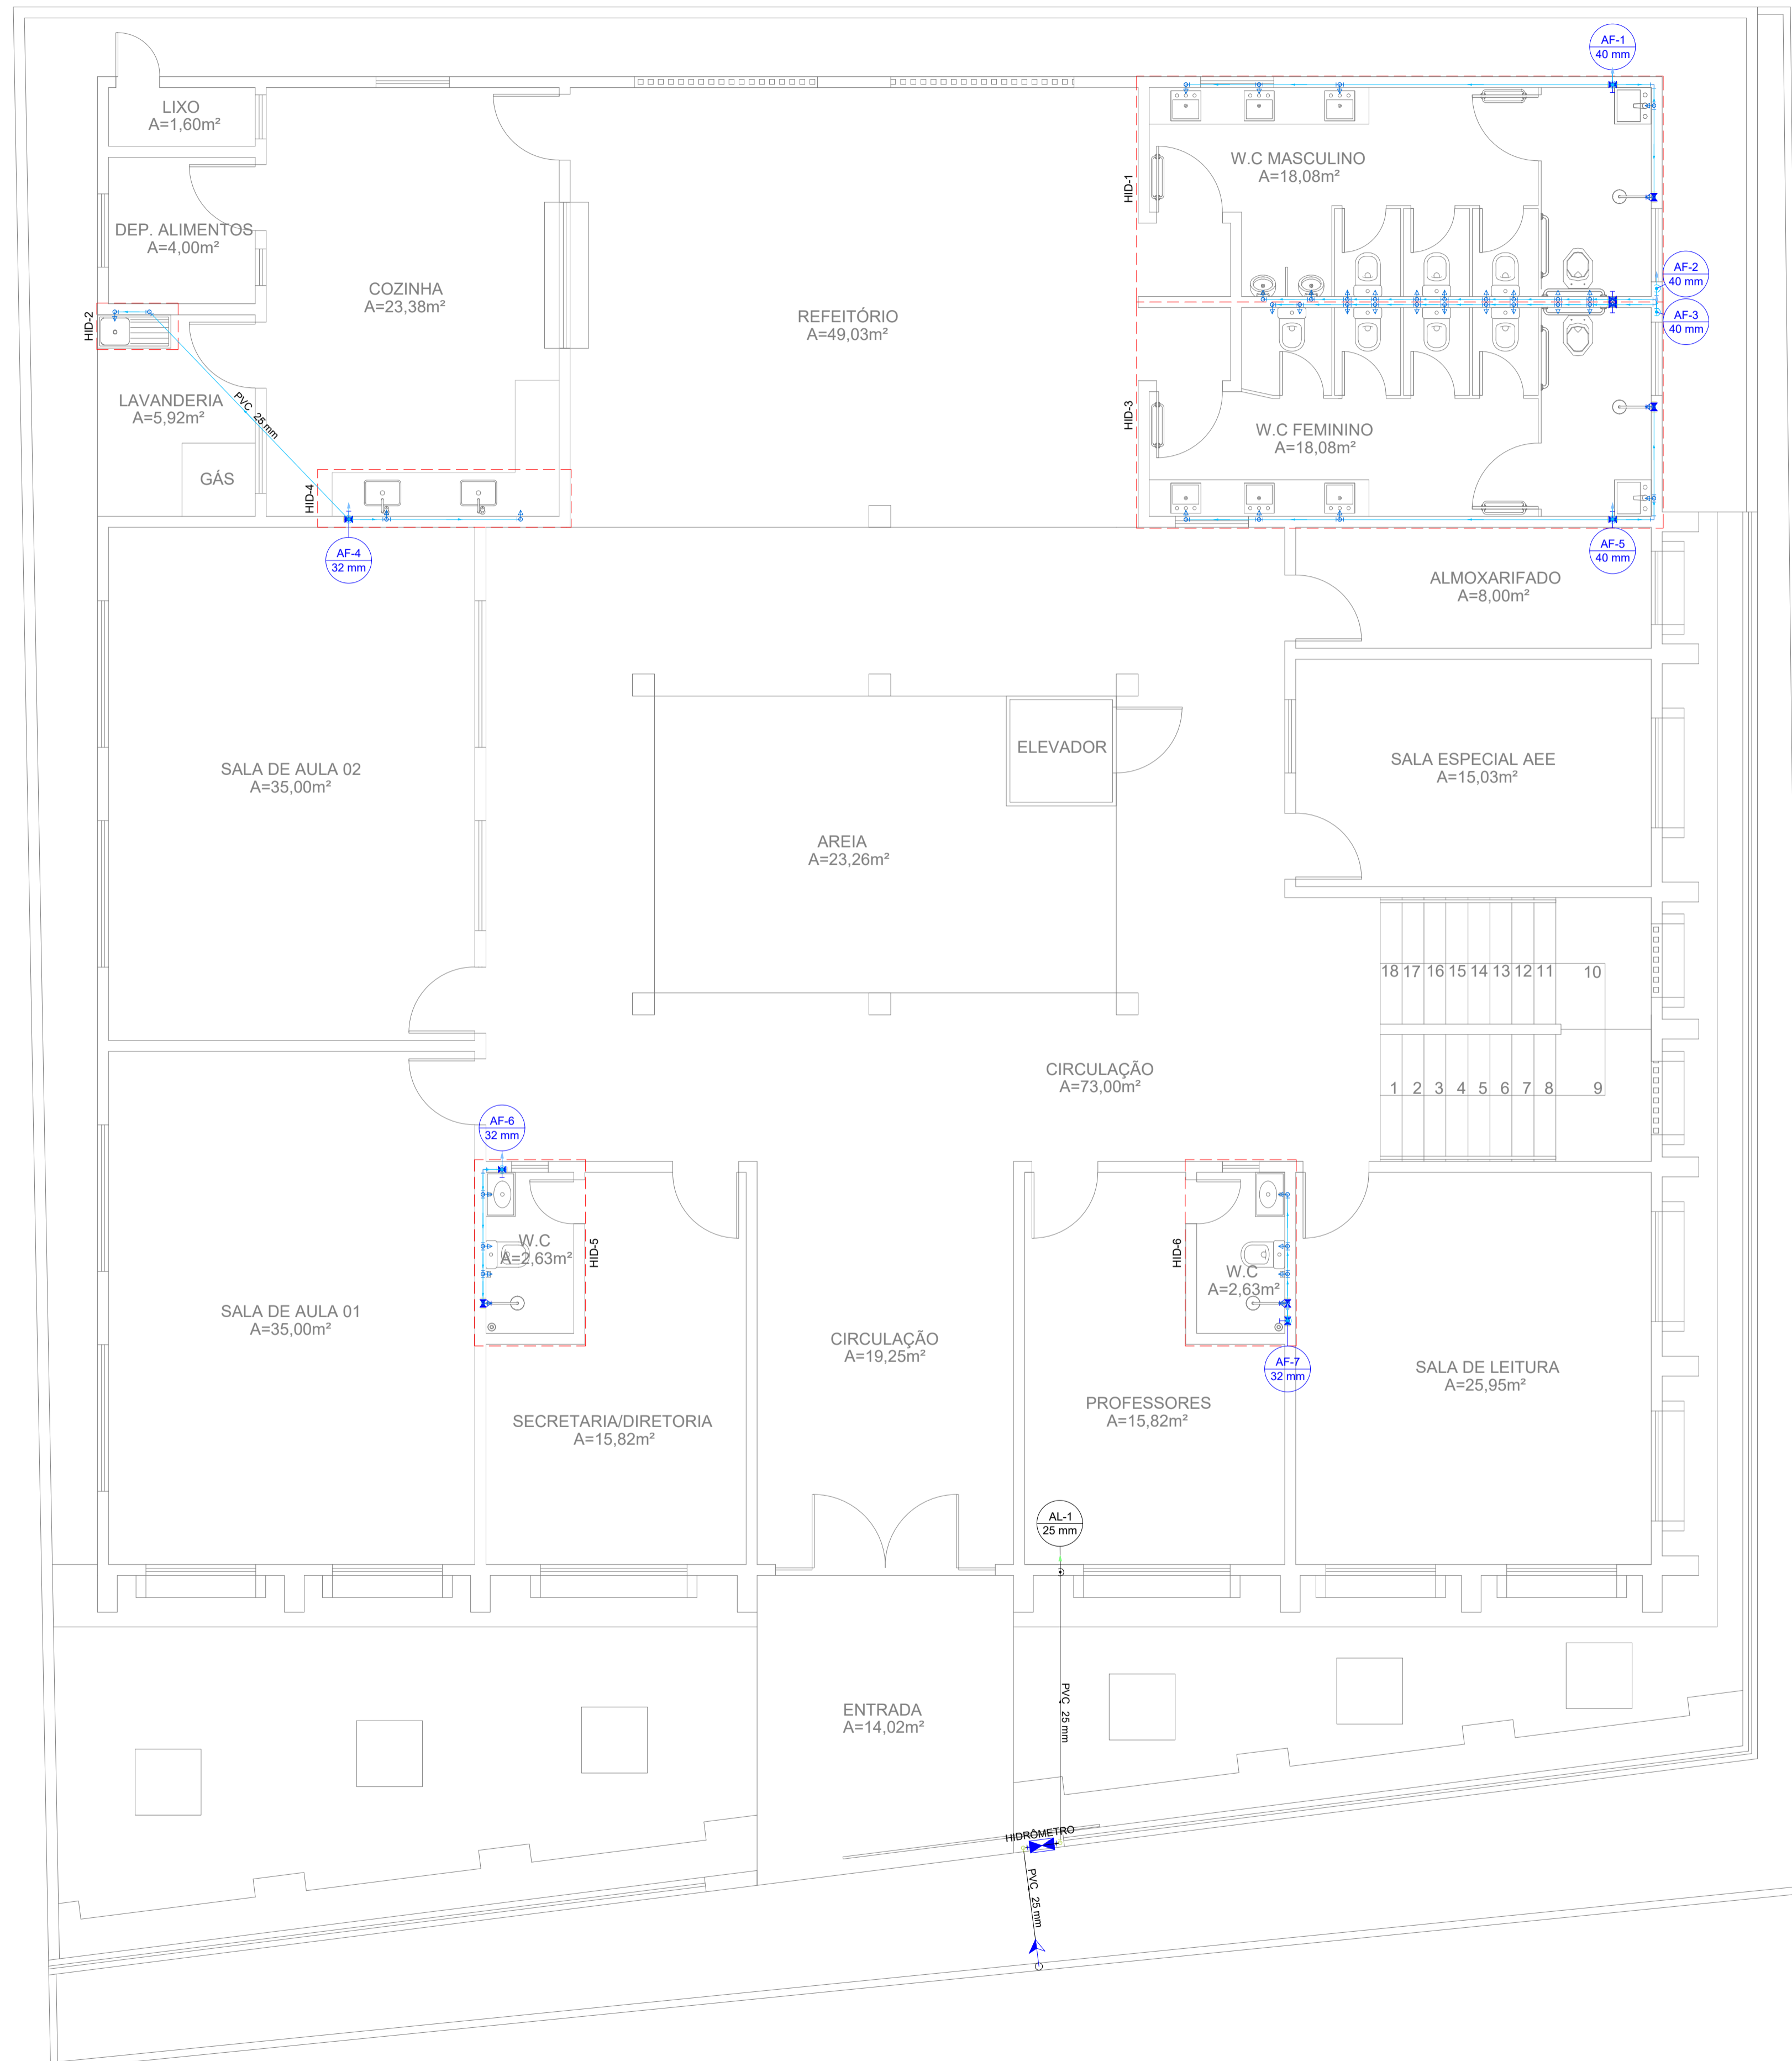 AF-1
40 mm
LIXO
A=1,60m²
W.C MASCULINO
A=18,08m²
HID-1
DEP. ALIMENTOS
A=4,00m²
COZINHA
A=23,38m²
REFEITÓRIO
A=49,03m²
AF-2
40 mm
AF-3
40 mm
HID-2
LAVANDERIA
A=5,92m²
PVÇ 25 mm
HID-3
W.C FEMININO
A=18,08m²
GÁS
HID-4
AF-4
32 mm
AF-5
40 mm
ALMOXARIFADO
A=8,00m²
SALA DE AULA 02
A=35,00m²
ELEVADOR
SALA ESPECIAL AEE
A=15,03m²
AREIA
A=23,26m²
18 17 16 15 14 13 12 11 10
CIRCULAÇÃO
A=73,00m²
1 2 3 4 5 6 7 8 9
AF-6
32 mm
W.C
A=2,63m²
HID-5
HID-6
W.C
A=2,63m²
SALA DE AULA 01
A=35,00m²
CIRCULAÇÃO
A=19,25m²
AF-7
32 mm
SALA DE LEITURA
A=25,95m²
PROFESSORES
A=15,82m²
SECRETARIA/DIRETORIA
A=15,82m²
AL-1
25 mm
PVÇ 25 mm
ENTRADA
A=14,02m²
HIDRÔMETRO
PVÇ 25 mm